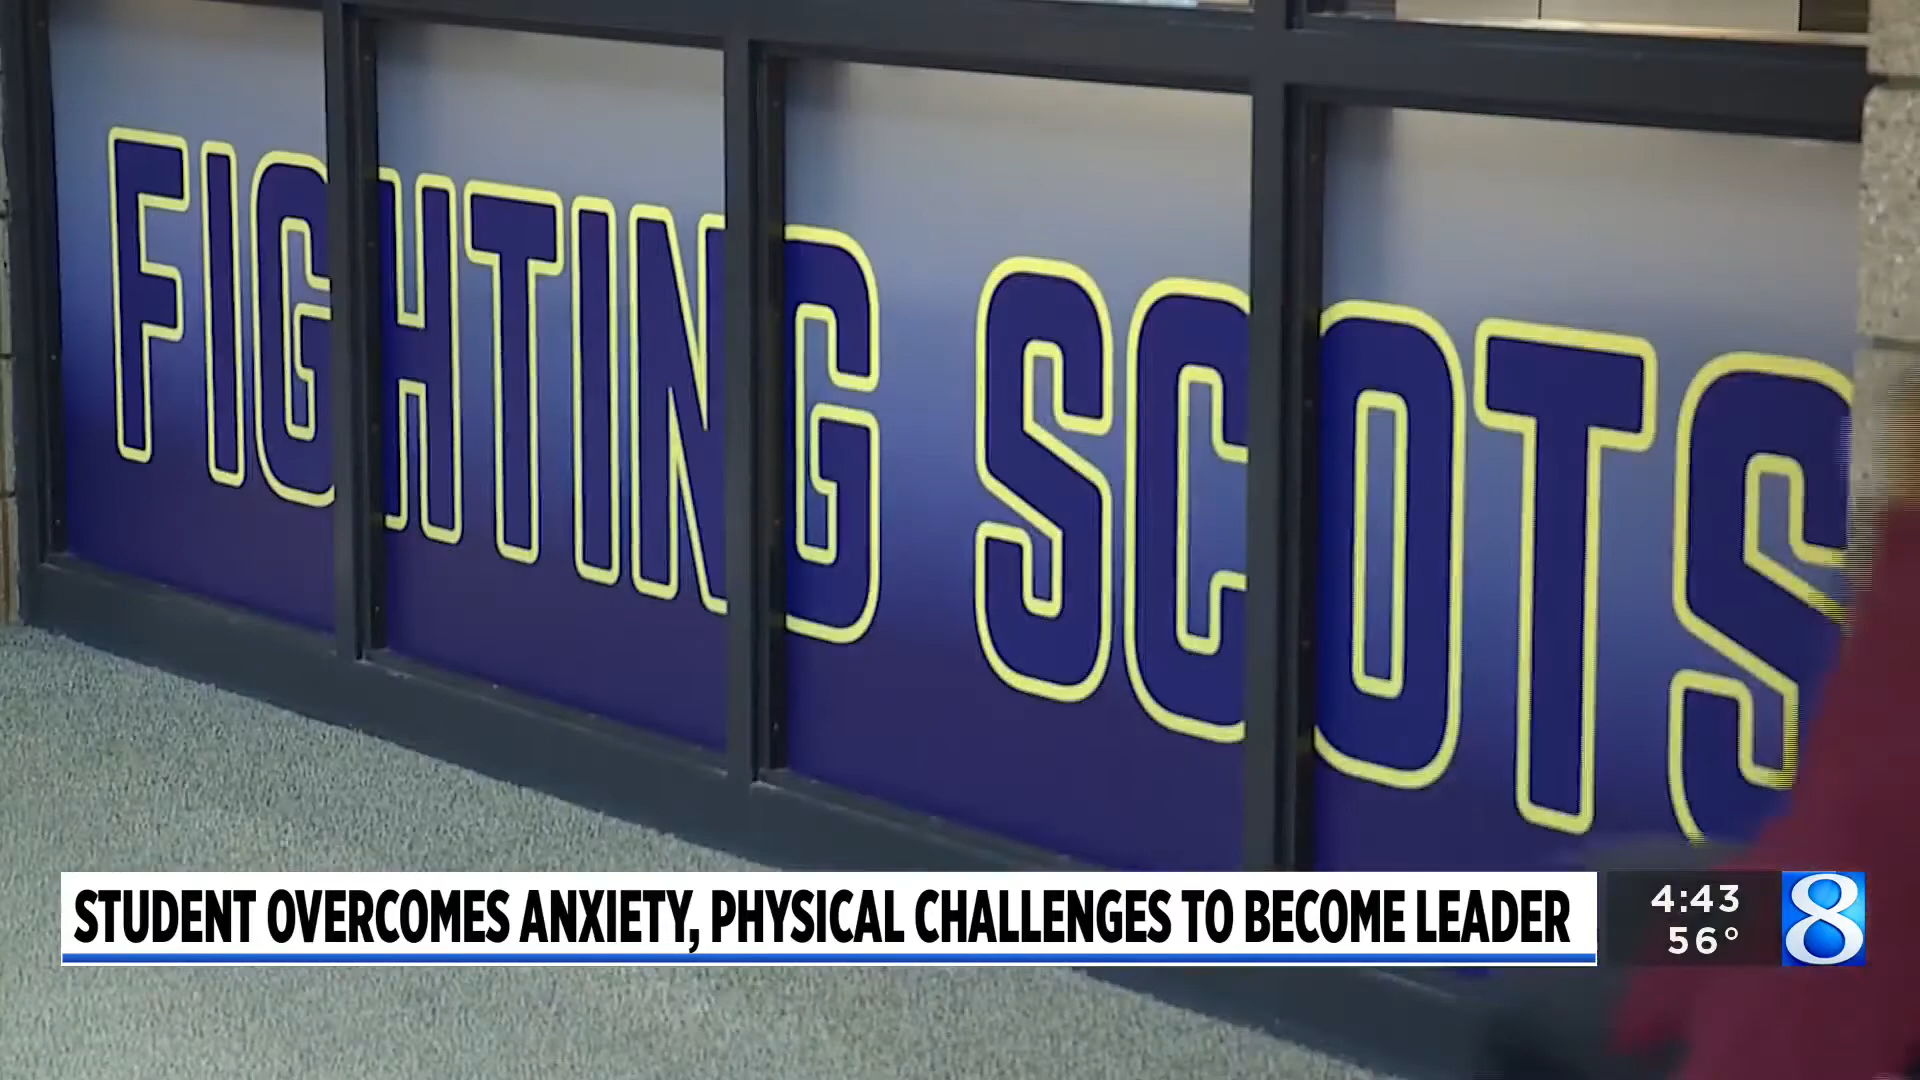 FIGHTING SCOTS
STUDENT OVERCOMES ANXIETY, PHYSICAL CHALLENGES TO BECOME LEADER
4:43
56°
8